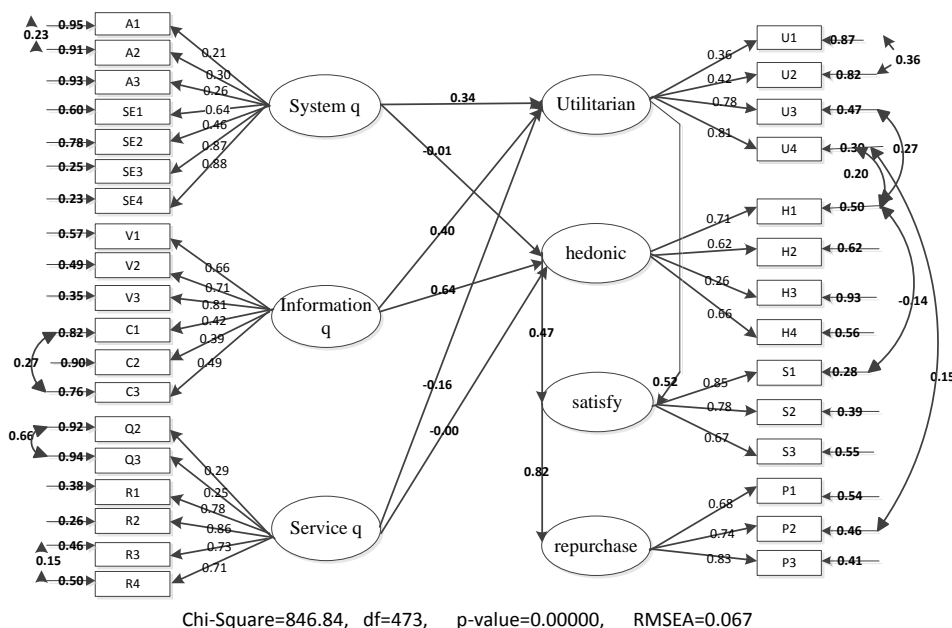 0.95 A1
0.23
0.91 A2
0.93 A3
0.60 SE1
0.78 SE2
0.25 SE3
0.23 SE4
0.21
0.30
0.26
0.64
0.46
0.87
0.88
System q
0.57 V1
0.49 V2
0.35 V3
0.82 C1
0.27
0.90 C2
0.76 C3
0.66
0.71
0.81
0.42
0.39
0.49
Information
q
0.92 Q2
0.66
0.94 Q3
0.38 R1
0.26 R2
0.46 R3
0.15
0.50 R4
0.29
0.25
0.78
0.86
0.73
0.71
Service q
0.34
-0.01
0.40
0.64
-0.16
-0.00
Utilitarian
0.36
0.42
0.78
0.81
U1 0.87
U2 0.82
0.36
U3 0.47
U4
0.27
0.20
hedonic
0.71
0.62
0.26
0.66
H1 0.50
H2 0.62
H3 0.93
H4 0.56
-0.14
0.47
0.52
satisfy
0.85
0.78
0.67
S1 0.28
S2 0.39
S3 0.55
0.15
0.82
repurchase
0.68
0.74
0.83
P1 0.54
P2 0.46
P3 0.41
Chi-Square=846.84, df=473, p-value=0.00000, RMSEA=0.067